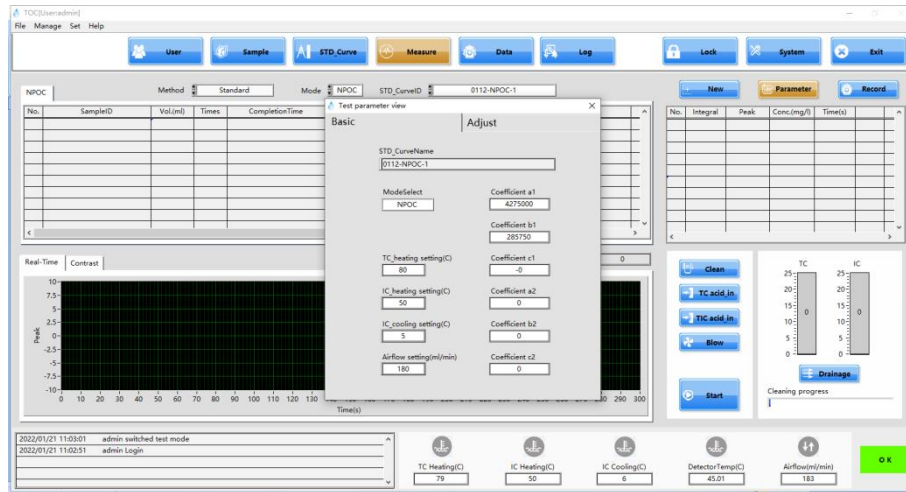 TOC[User:admin]
File Manage Set Help
User Sample STD_Curve Measure Data Log Lock System Exit
NPOC Method Standard Mode NPOC STD_CurveID 0112-NPOC-1 New Parameter Record
No. SampleID Vol.(ml) Times CompletionTime
No. Integral Peak Conc.(mg/l) Time(s)
Test parameter view
Basic Adjust
STD_CurveName
0112-NPOC-1
ModeSelect Coefficient a1
NPOC 4275000
Coefficient b1
285750
TC_heating setting(C) Coefficient c1
80 -0
IC_heating setting(C) Coefficient a2
50 0
IC_cooling setting(C) Coefficient b2
5 0
Airflow setting(ml/min) Coefficient c2
180 0
Real-Time Contrast 0
Peak
10
7.5
5
2.5
0
-2.5
-5
-7.5
-10
0 10 20 30 40 50 60 70 80 90 100 110 120 130 280 290 300
Time(s)
Clean
TC acid_in
TIC acid_in
Blow
Start
TC IC
25 25
20 20
15 15
10 10
5 5
0 0
0 0
Drainage
Cleaning progress
2022/01/21 11:03:01 admin switched test mode
2022/01/21 11:02:51 admin Login
TC Heating(C) IC Heating(C) IC Cooling(C) DetectorTemp(C) Airflow(ml/min)
79 50 6 45.01 183
OK